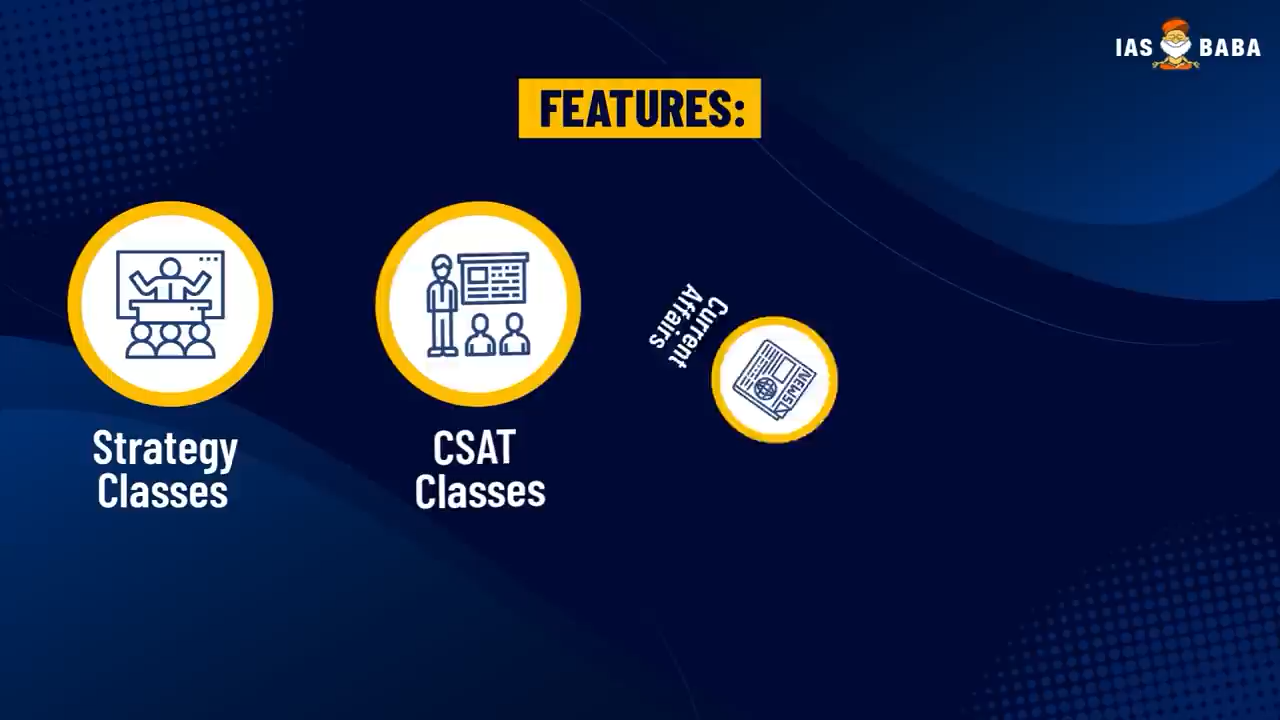 IAS BABA
FEATURES:
Strategy
Classes
CSAT
Classes
Current
Affairs
NEWS